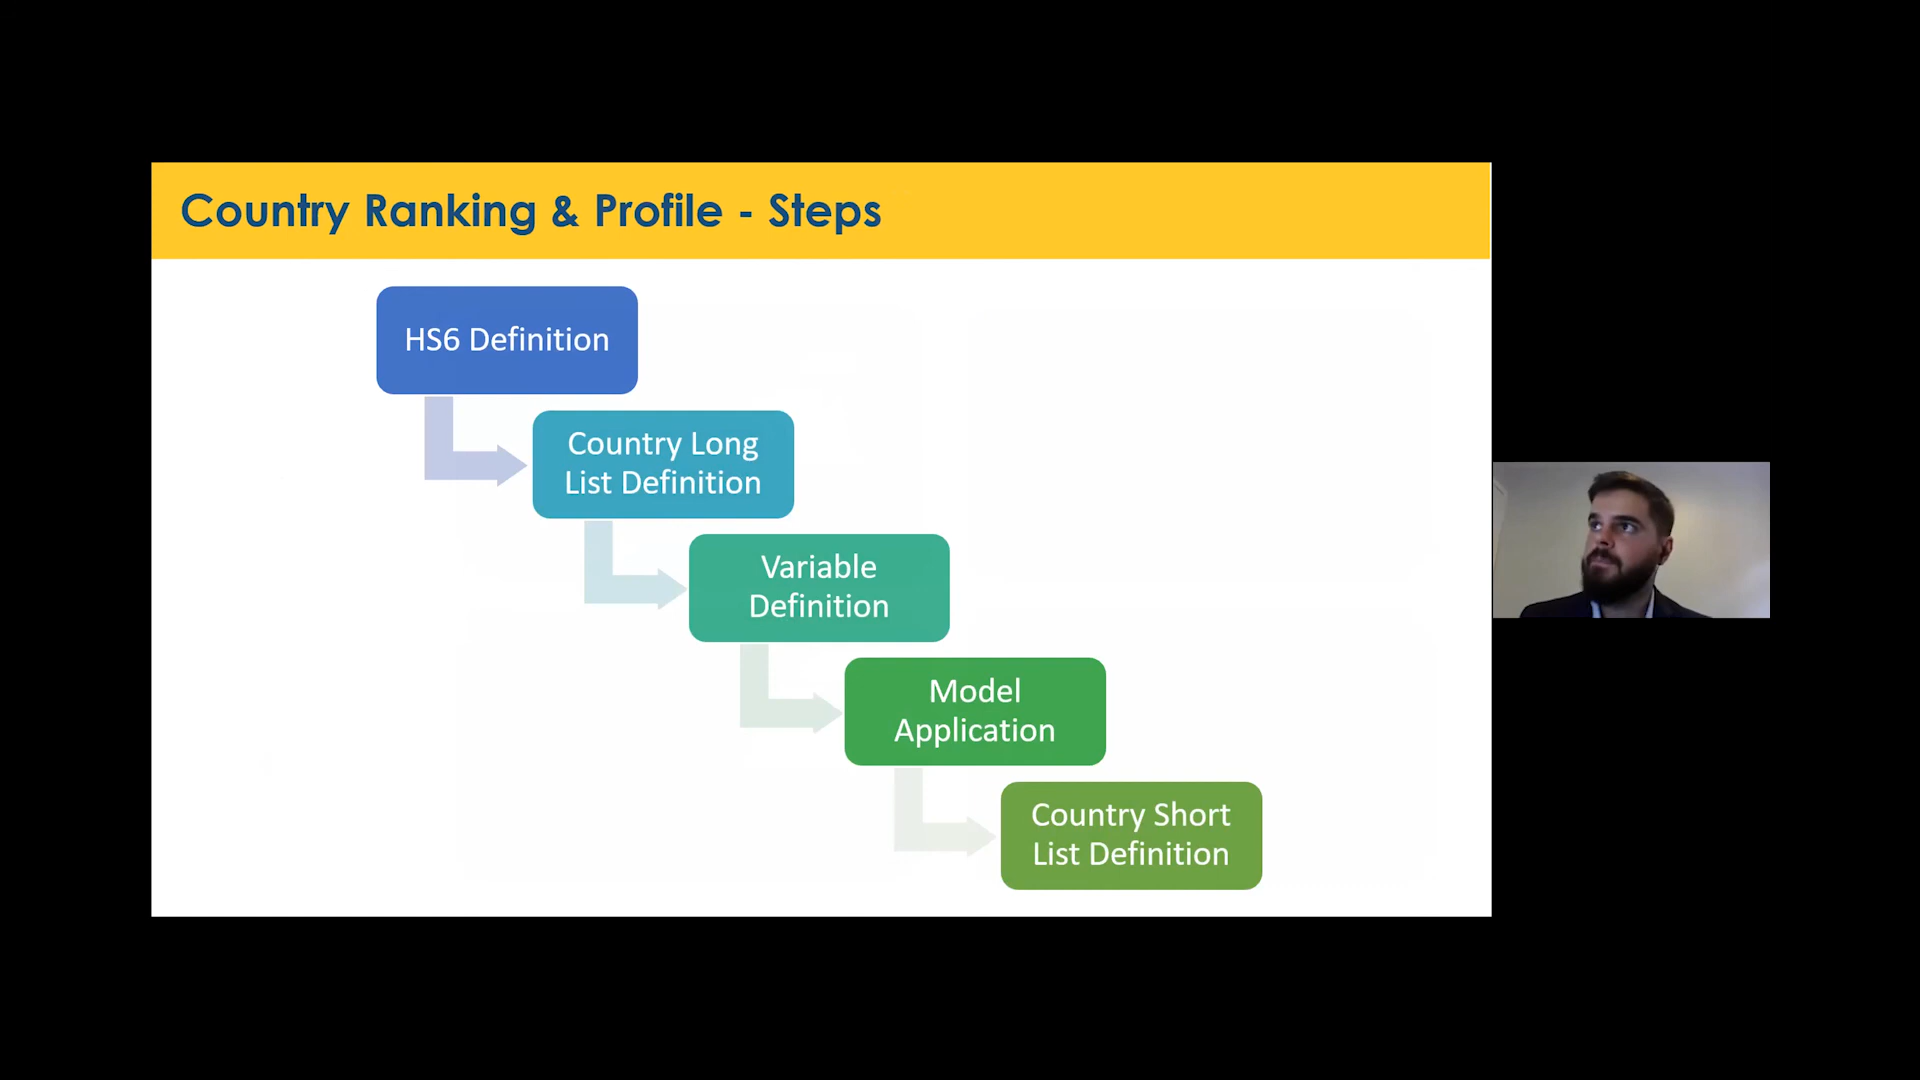 Country Ranking & Profile - Steps
HS6 Definition
Country Long
List Definition
Variable
Definition
Model
Application
Country Short
List Definition